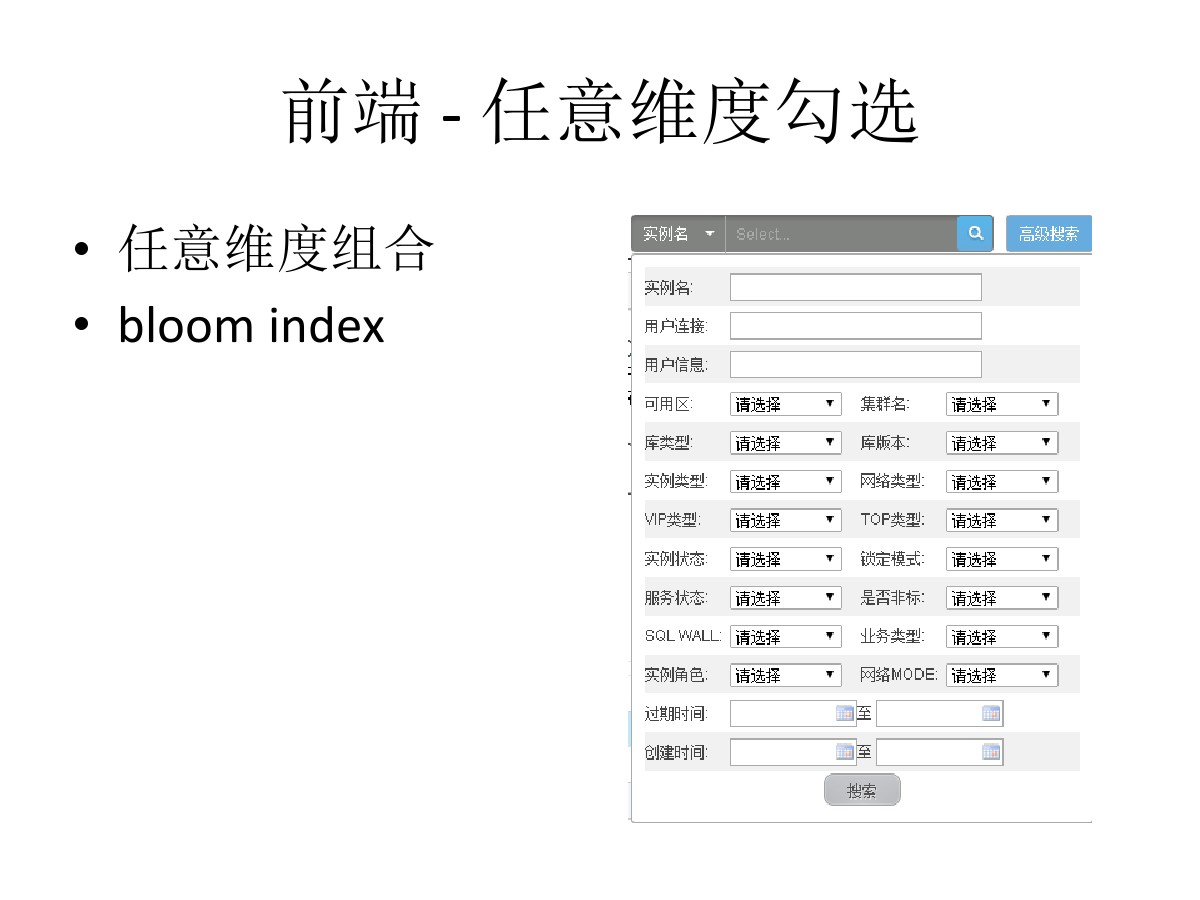 前端 - 任意维度勾选
• 任意维度组合
• bloom index
实例名 Select... 高级搜索
实例名:
用户连接:
用户信息:
可用区: 请选择 集群名: 请选择
库类型: 请选择 库版本: 请选择
实例类型: 请选择 网络类型: 请选择
VIP类型: 请选择 TOP类型: 请选择
实例状态: 请选择 锁定模式: 请选择
服务状态: 请选择 是否非标: 请选择
SQL WALL: 请选择 业务类型: 请选择
实例角色: 请选择 网络MODE: 请选择
过期时间: 至
创建时间: 至
搜索